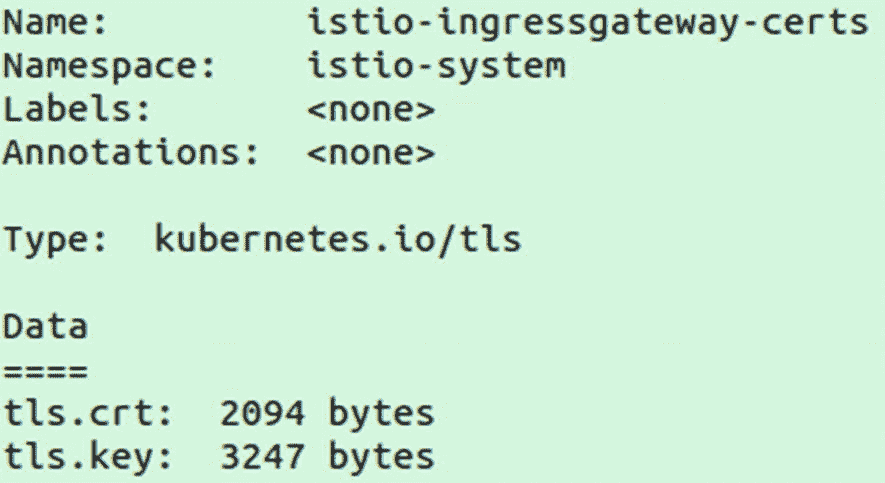 Name: istio-ingressgateway-certs
Namespace: istio-system
Labels: <none>
Annotations: <none>
Type: kubernetes.io/tls
Data
====
tls.crt: 2094 bytes
tls.key: 3247 bytes